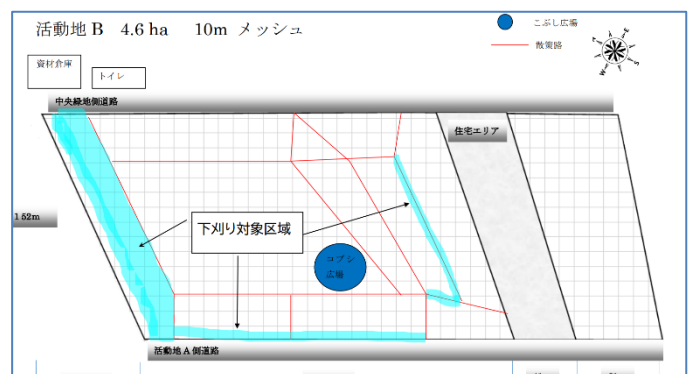 活動地 B　4.6 ha　10m メッシュ
こぶし広場
散策路
資材倉庫
トイレ
中央緑地側道路
住宅エリア
152m
下刈り対象区域
コブシ
広場
活動地 A 側道路